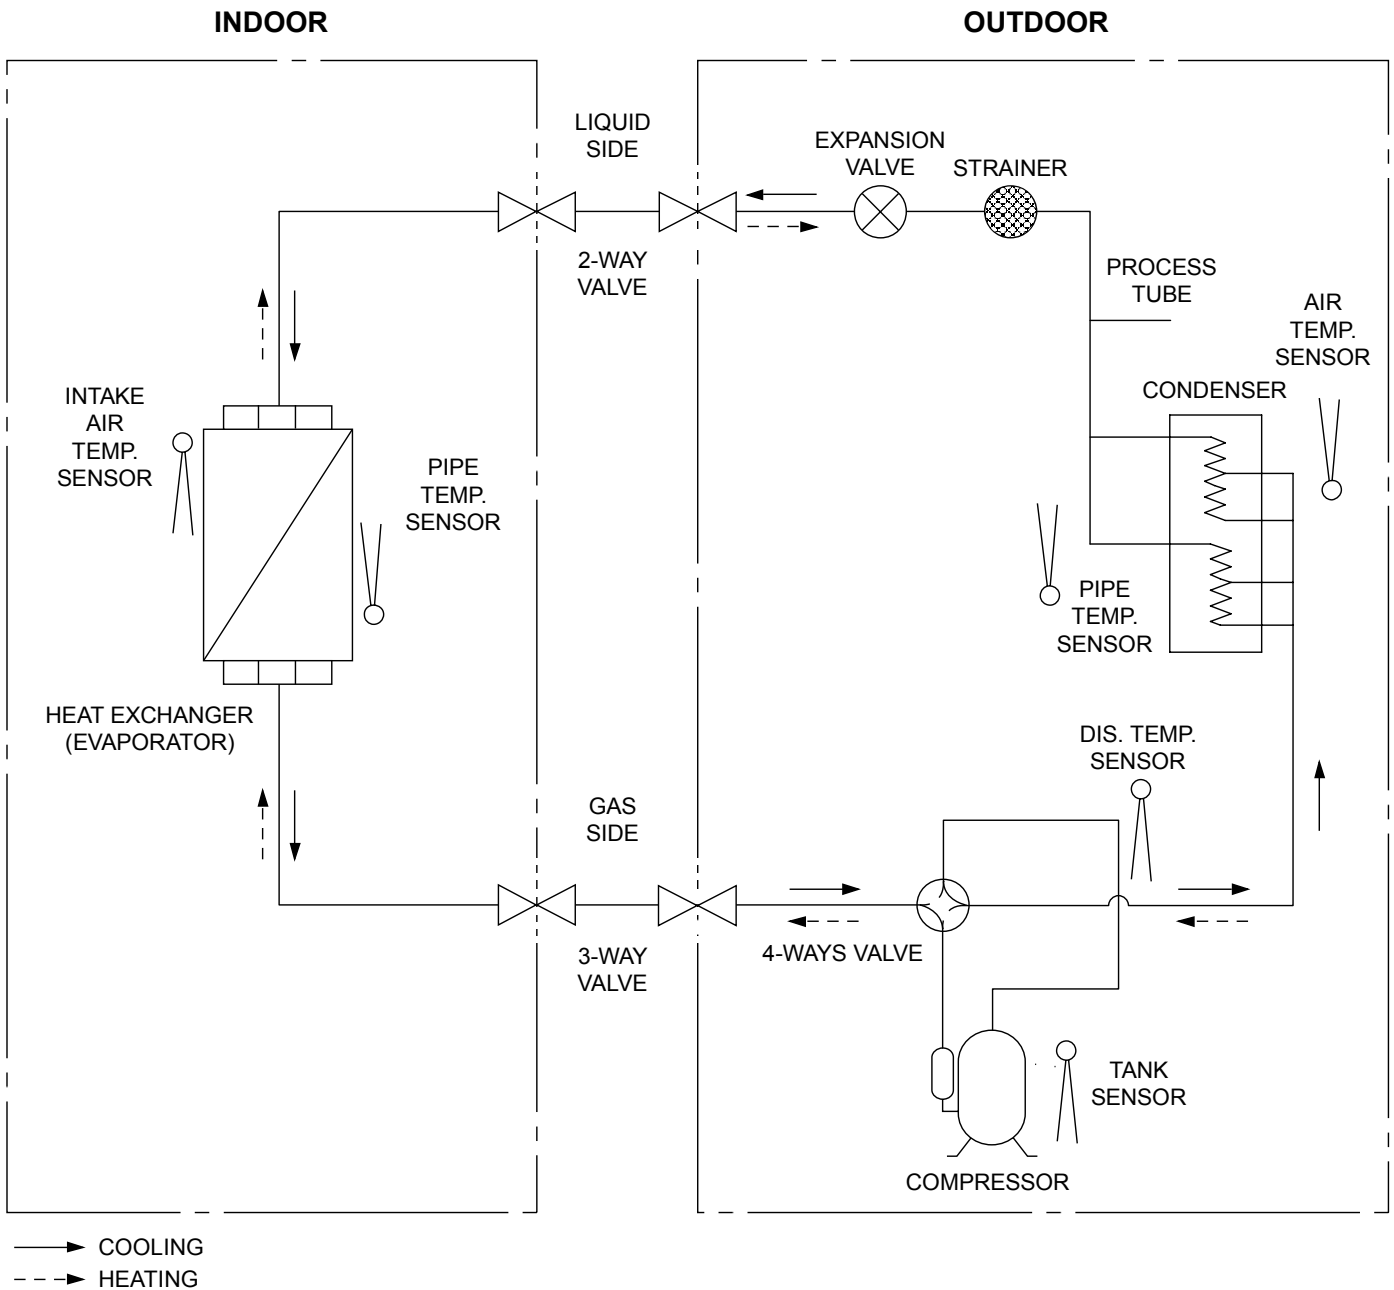 INDOOR
OUTDOOR
LIQUID
SIDE
EXPANSION
VALVE
STRAINER
2-WAY
VALVE
PROCESS
TUBE
AIR
TEMP.
SENSOR
CONDENSER
INTAKE
AIR
TEMP.
SENSOR
PIPE
TEMP.
SENSOR
PIPE
TEMP.
SENSOR
HEAT EXCHANGER
(EVAPORATOR)
DIS. TEMP.
SENSOR
GAS
SIDE
3-WAY
VALVE
4-WAYS VALVE
TANK
SENSOR
COMPRESSOR
COOLING
HEATING